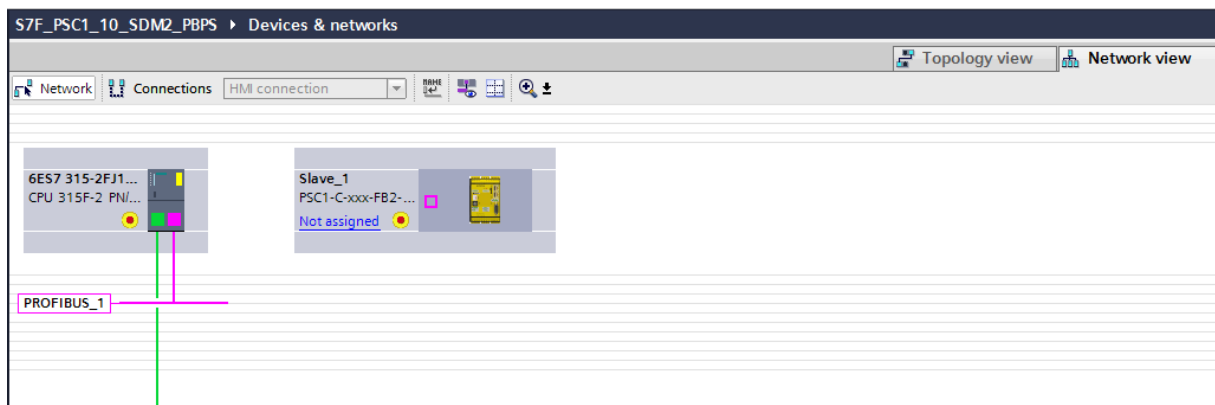 S7F_PSC1_10_SDM2_PBPS ▸ Devices & networks
Topology view
Network view
Network
Connections
HMI connection
NAME
6ES7 315-2FJ1...
CPU 315F-2 PN/...
Slave_1
PSC1-C-xxx-FB2-...
Not assigned
PROFIBUS_1